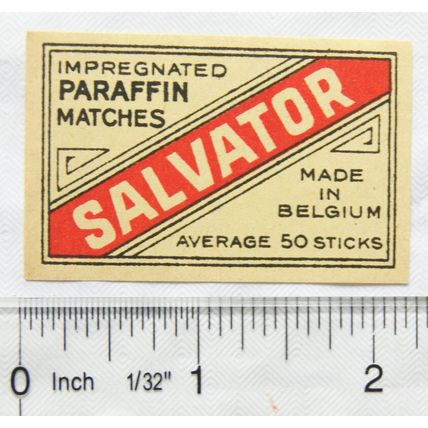 IMPREGNATED
PARAFFIN
MATCHES
SALVATOR
MADE
IN
BELGIUM
AVERAGE 50 STICKS
0 Inch 1/32" 1 2